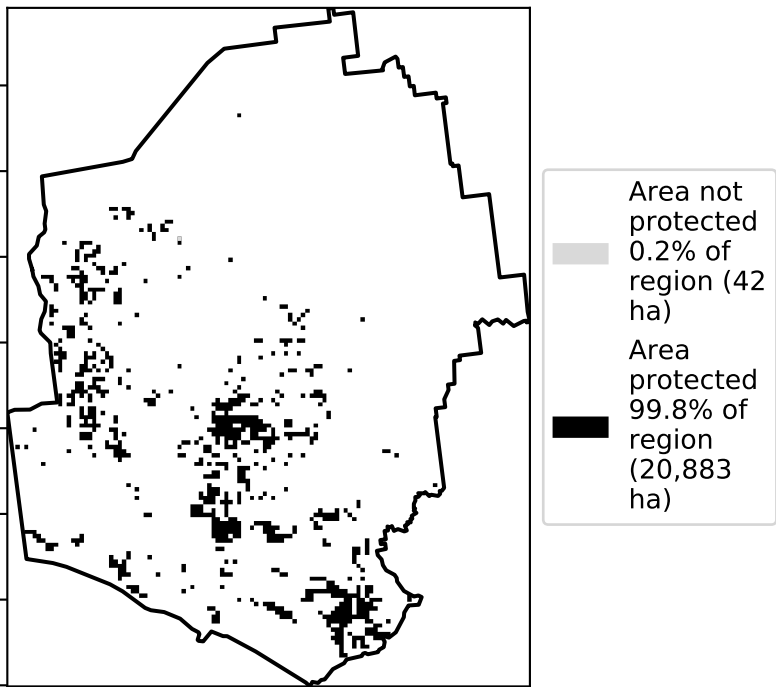 Area not
protected
0.2% of
region (42
ha)
Area
protected
99.8% of
region
(20,883
ha)